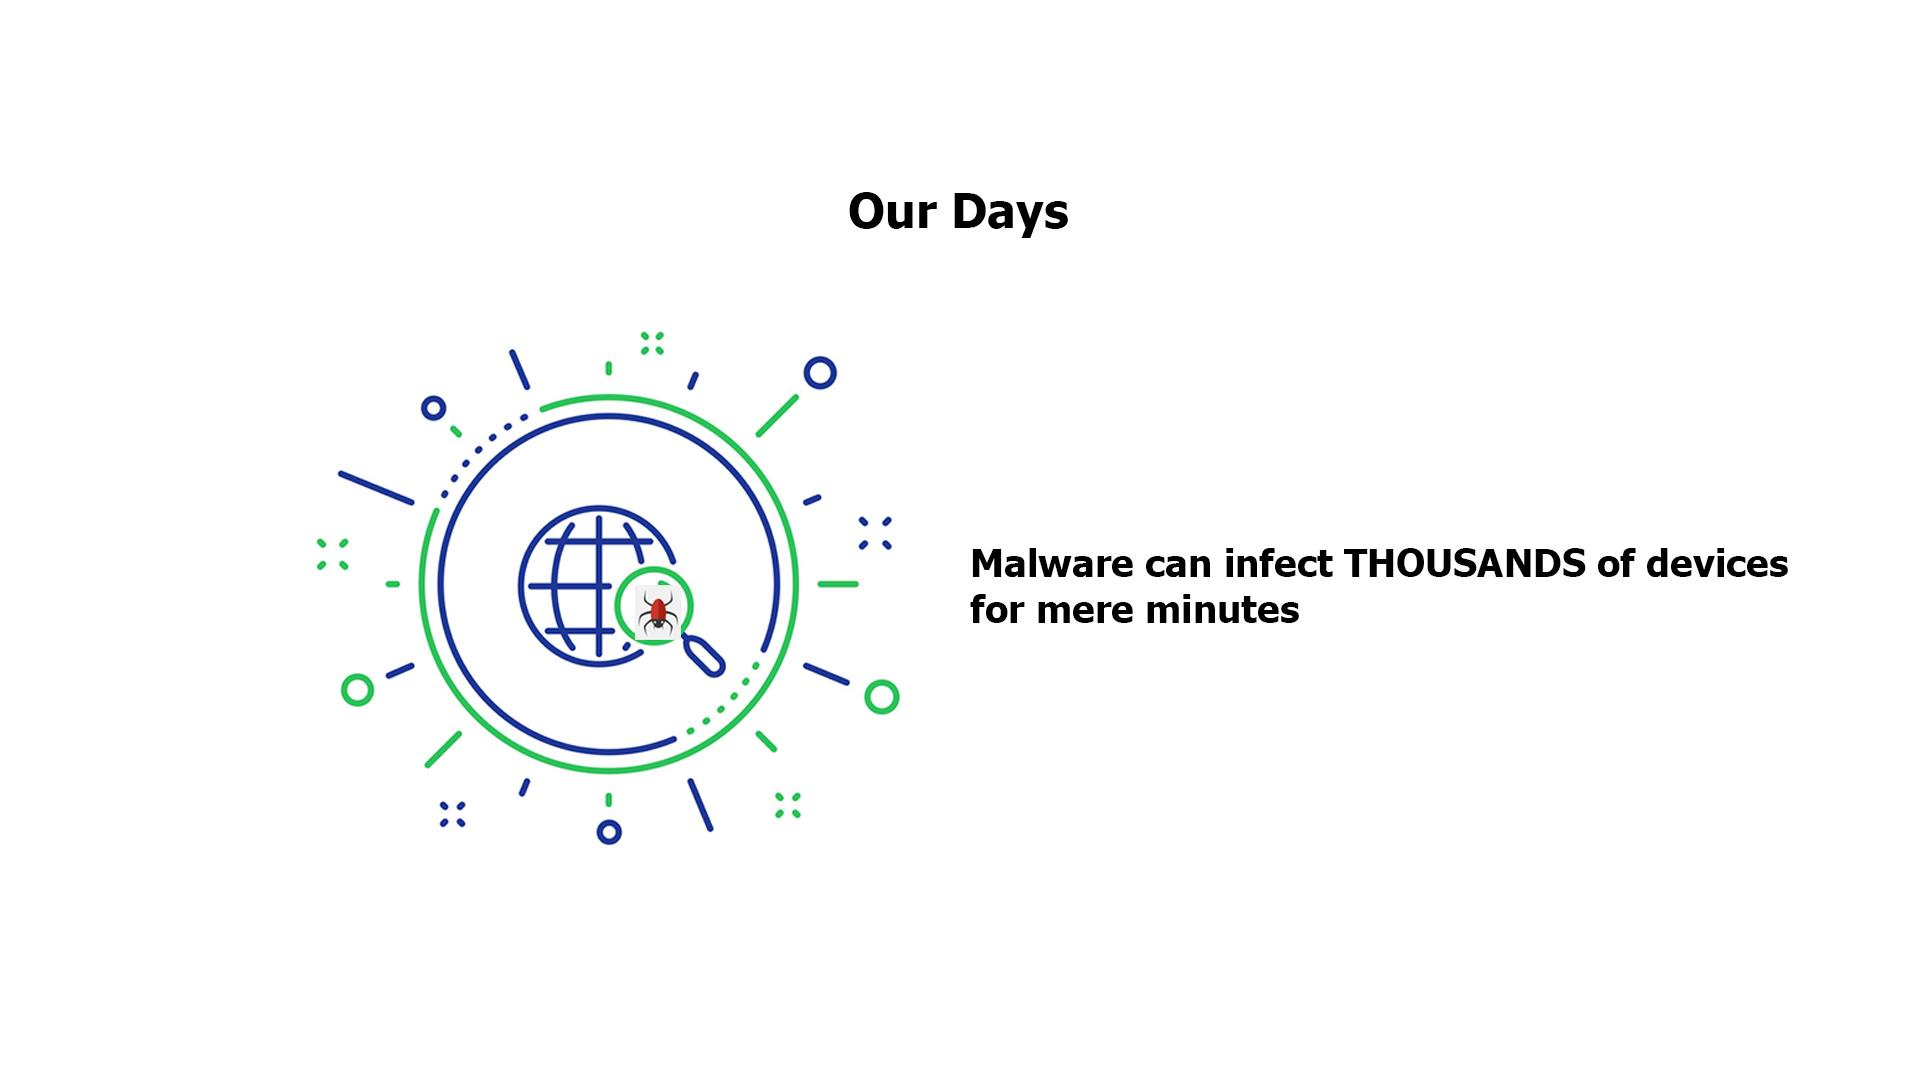 Our Days
Malware can infect THOUSANDS of devices
for mere minutes